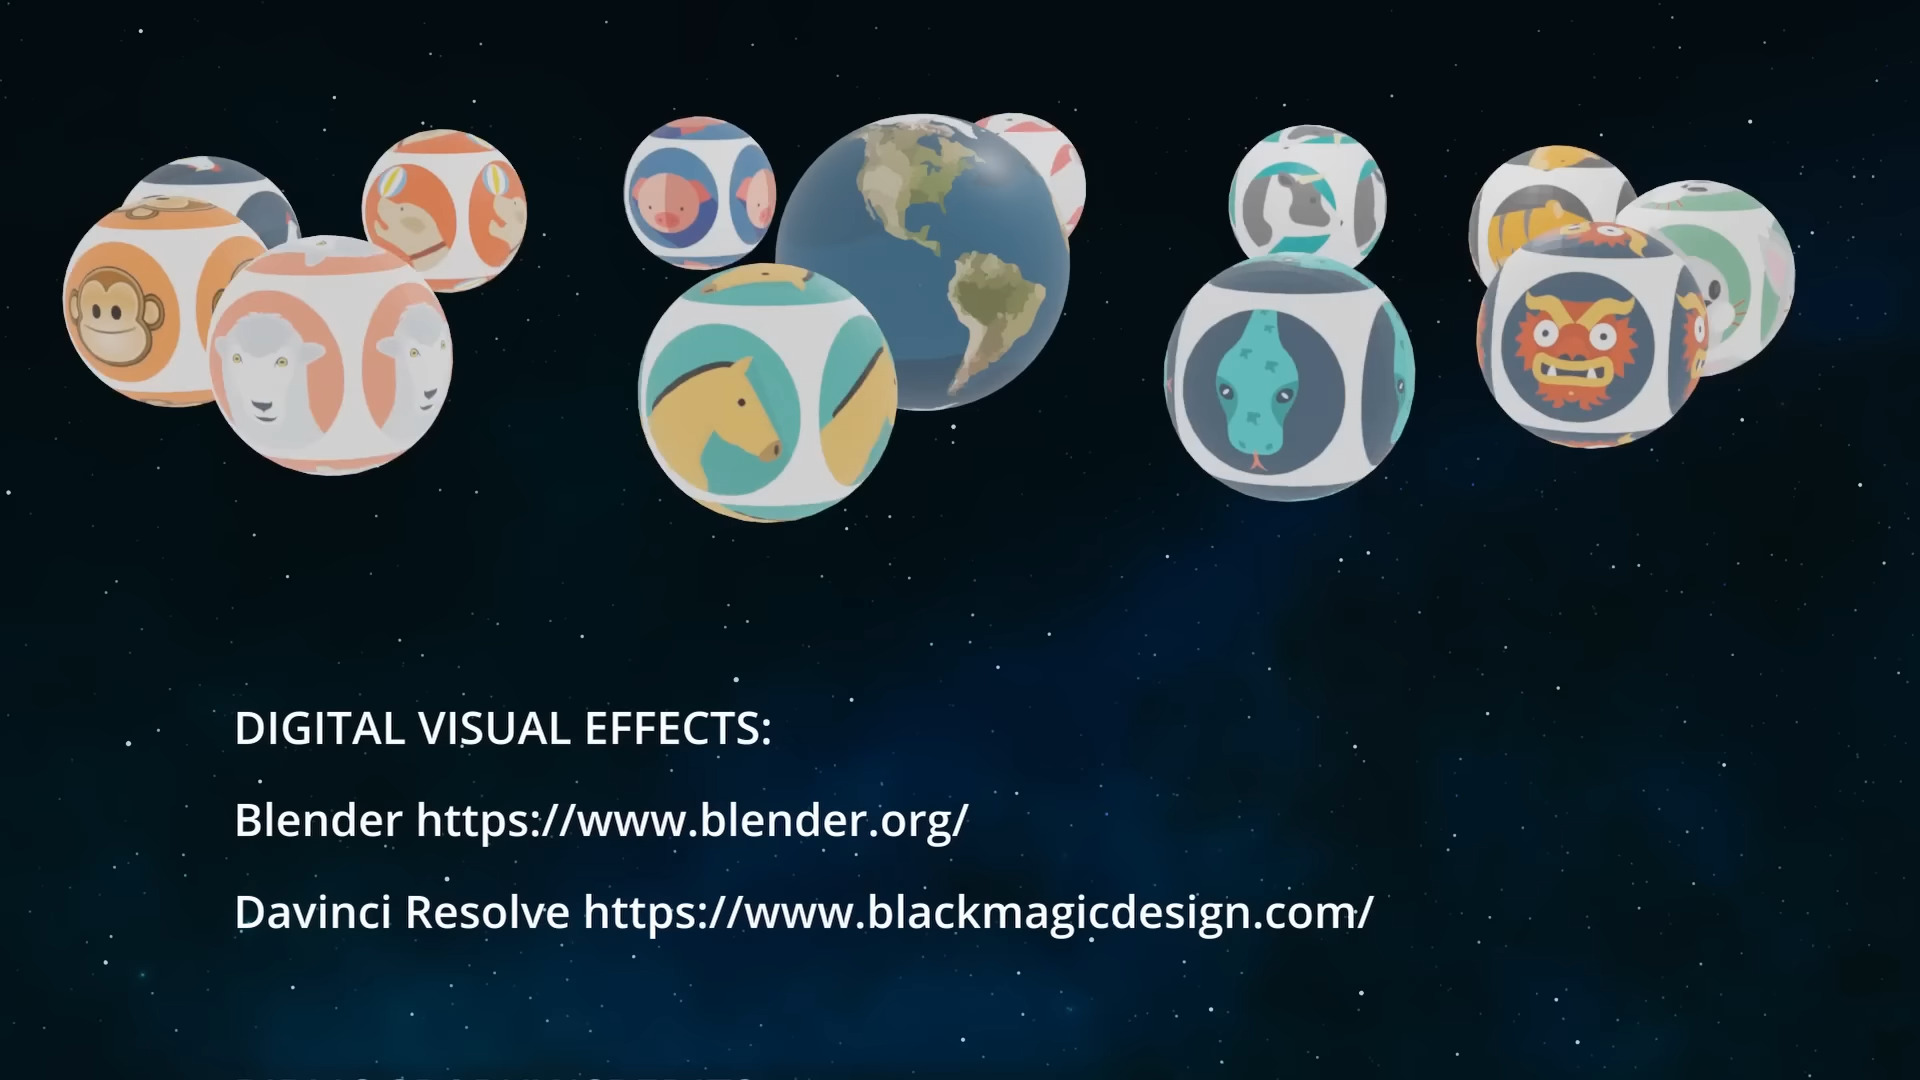 DIGITAL VISUAL EFFECTS:
Blender https://www.blender.org/
Davinci Resolve https://www.blackmagicdesign.com/